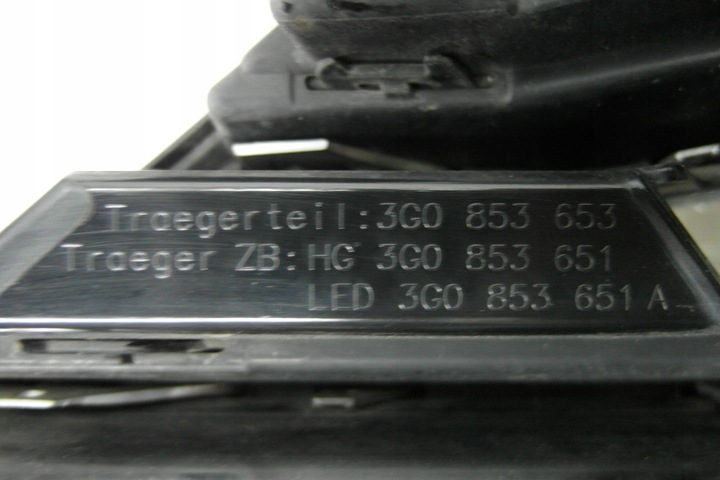 Traegerteil:3G0 853 653
Traeger ZB:HG 3G0 853 651
LED 3G0 853 651 A